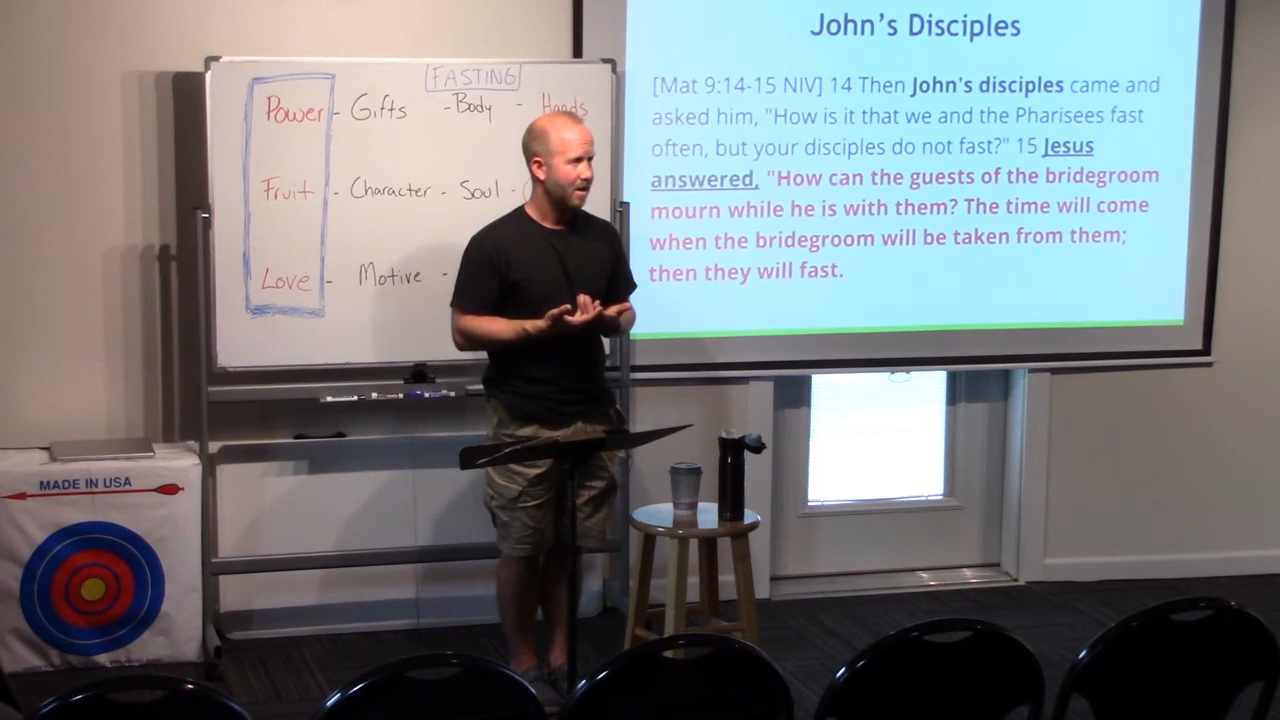 FASTING
Power - Gifts - Body - Hands
Fruit - Character - Soul -
Love - Motive -
John's Disciples
[Mat 9:14-15 NIV] 14 Then John's disciples came and
asked him, "How is it that we and the Pharisees fast
often, but your disciples do not fast?" 15 Jesus
answered, "How can the guests of the bridegroom
mourn while he is with them? The time will come
when the bridegroom will be taken from them;
then they will fast.
MADE IN USA